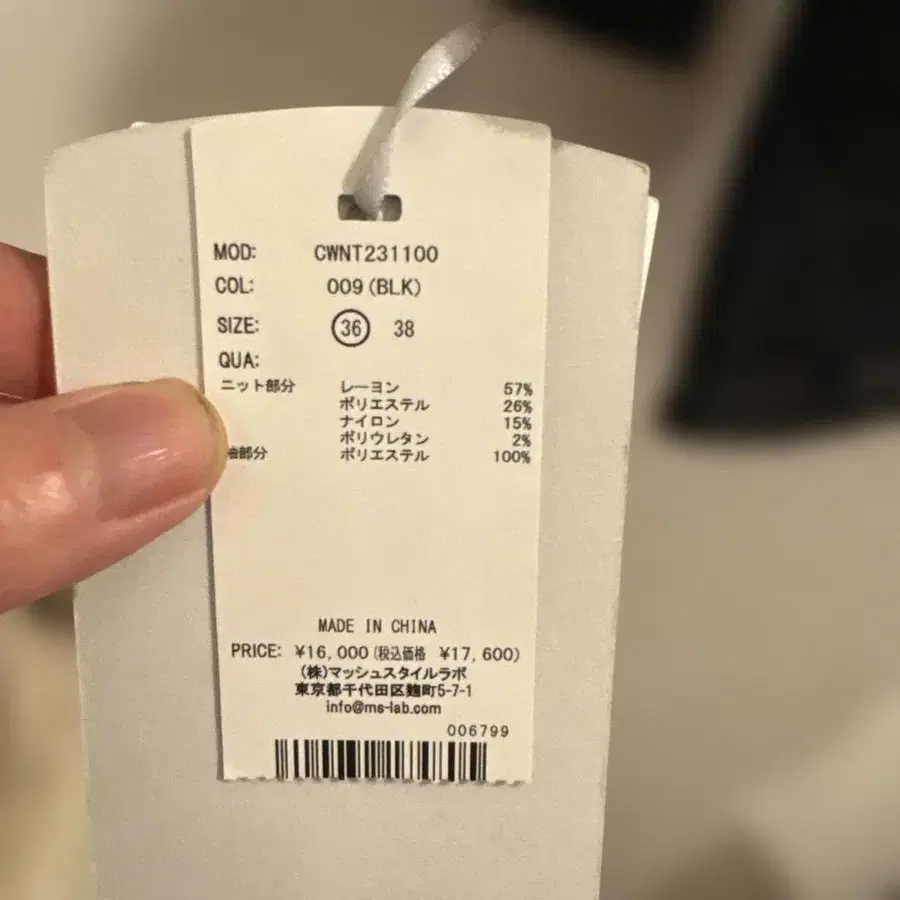 MOD: CWNT231100
COL: 009(BLK)
SIZE: 36 38
QUA:
ニット部分 レーヨン 57%
ポリエステル 26%
ナイロン 15%
ポリウレタン 2%
袖部分 ポリエステル 100%
MADE IN CHINA
PRICE: ¥16,000(税込価格 ¥17,600)
(株)マッシュスタイルラボ
東京都千代田区麹町5-7-1
info@ms-lab.com
006799